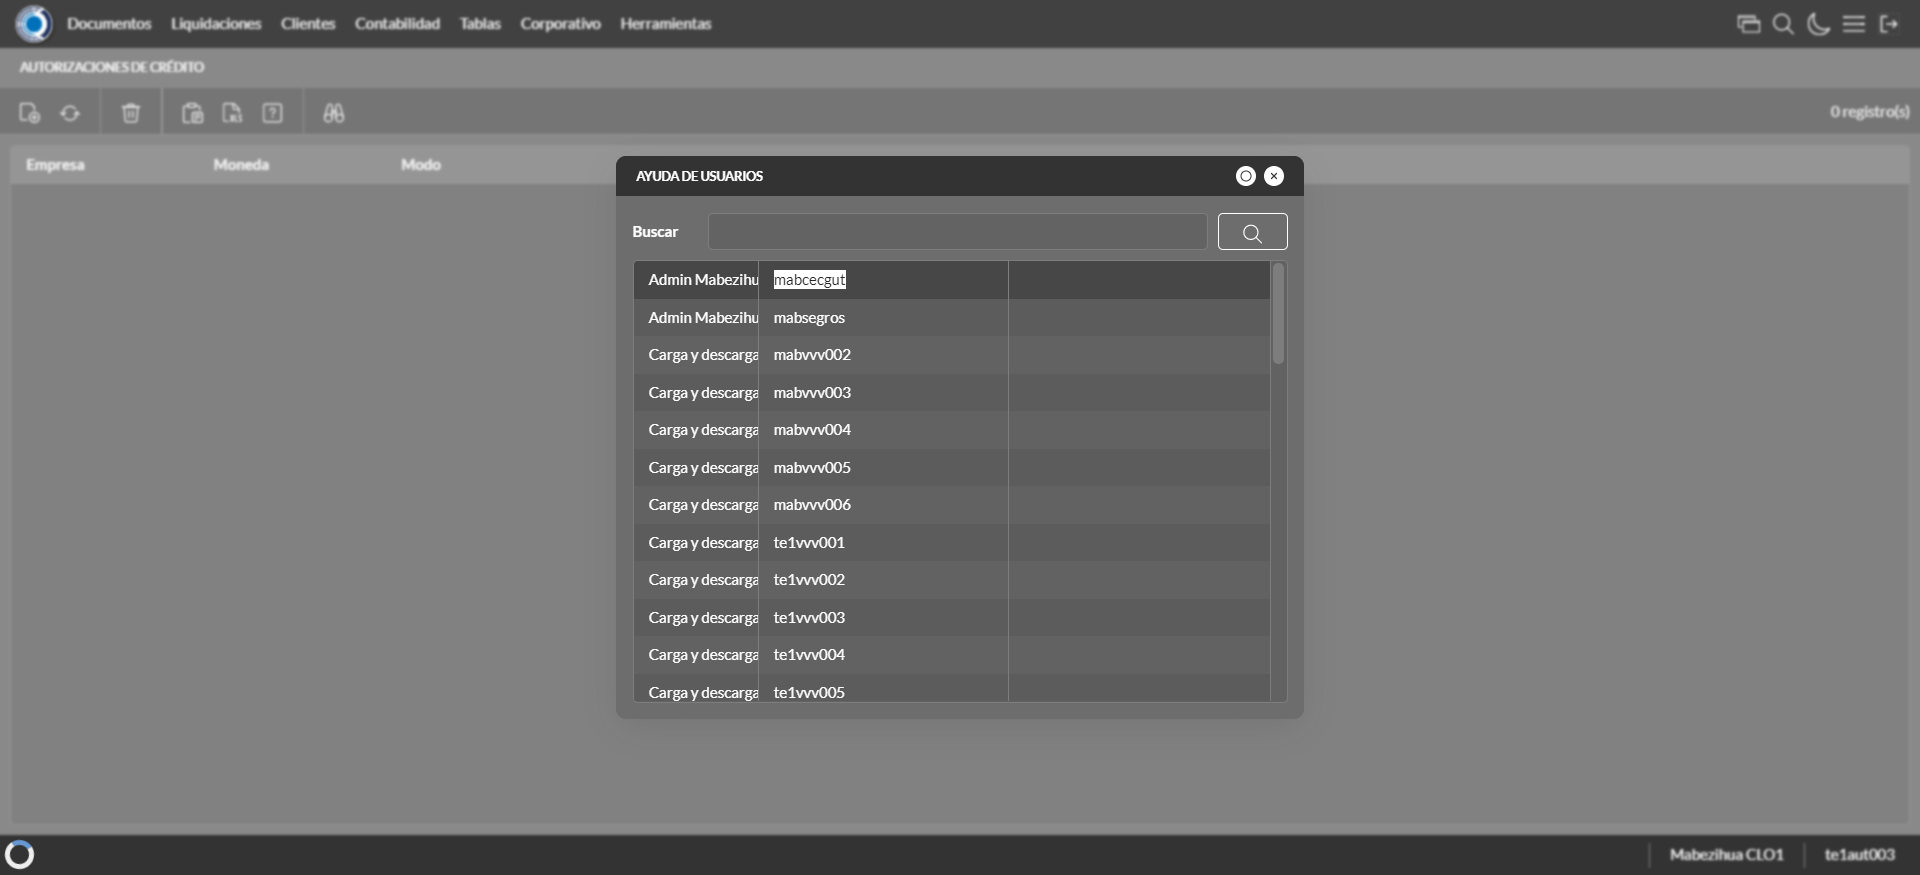 Documentos Liquidaciones Clientes Contabilidad Tablas Corporativo Herramientas
AUTORIZACIONES DE CRÉDITO
0 registro(s)
Empresa Moneda Modo
AYUDA DE USUARIOS
Buscar
Admin Mabezihu mabcecgut
Admin Mabezihu mabsegros
Carga y descarga mabvvv002
Carga y descarga mabvvv003
Carga y descarga mabvvv004
Carga y descarga mabvvv005
Carga y descarga mabvvv006
Carga y descarga te1vvv001
Carga y descarga te1vvv002
Carga y descarga te1vvv003
Carga y descarga te1vvv004
Carga y descarga te1vvv005
Mabezihua CLO1 te1aut003